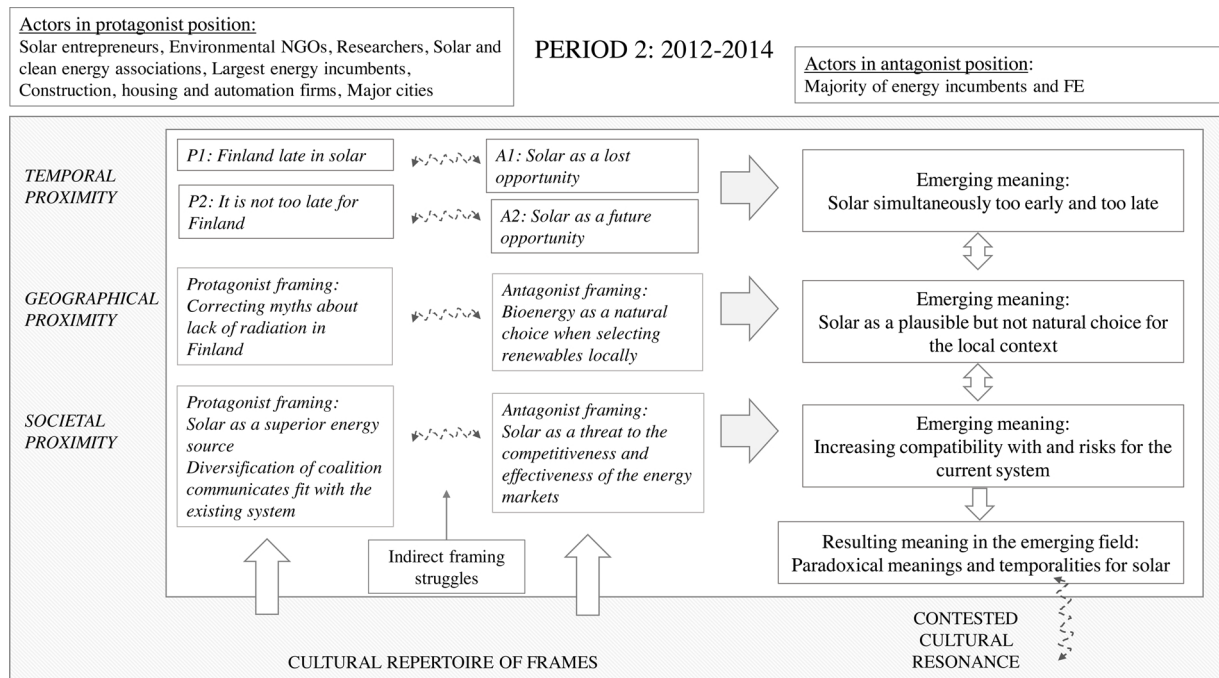 Actors in protagonist position:
Solar entrepreneurs, Environmental NGOs, Researchers, Solar and
clean energy associations, Largest energy incumbents,
Construction, housing and automation firms, Major cities
PERIOD 2: 2012-2014
Actors in antagonist position:
Majority of energy incumbents and FE
TEMPORAL
PROXIMITY
P1: Finland late in solar
P2: It is not too late for
Finland
A1: Solar as a lost
opportunity
A2: Solar as a future
opportunity
Emerging meaning:
Solar simultaneously too early and too late
GEOGRAPHICAL
PROXIMITY
Protagonist framing:
Correcting myths about
lack of radiation in
Finland
Antagonist framing:
Bioenergy as a natural
choice when selecting
renewables locally
Emerging meaning:
Solar as a plausible but not natural choice for
the local context
SOCIETAL
PROXIMITY
Protagonist framing:
Solar as a superior energy
source
Diversification of coalition
communicates fit with the
existing system
Antagonist framing:
Solar as a threat to the
competitiveness and
effectiveness of the energy
markets
Emerging meaning:
Increasing compatibility with and risks for the
current system
Indirect framing
struggles
Resulting meaning in the emerging field:
Paradoxical meanings and temporalities for solar
CULTURAL REPERTOIRE OF FRAMES
CONTESTED
CULTURAL
RESONANCE